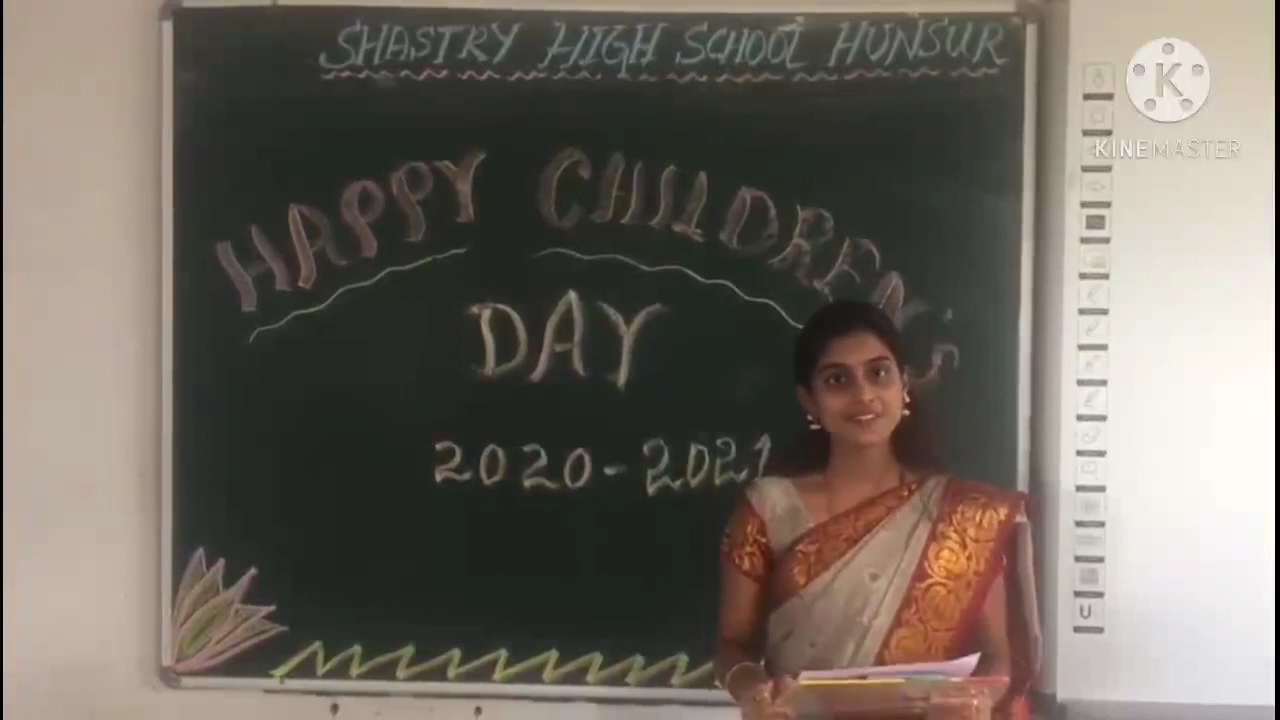 SHASTRY HIGH SCHOOL HUNSUR
HAPPY CHILDREN'S
DAY
2020-2021
K
KINEMASTER
U